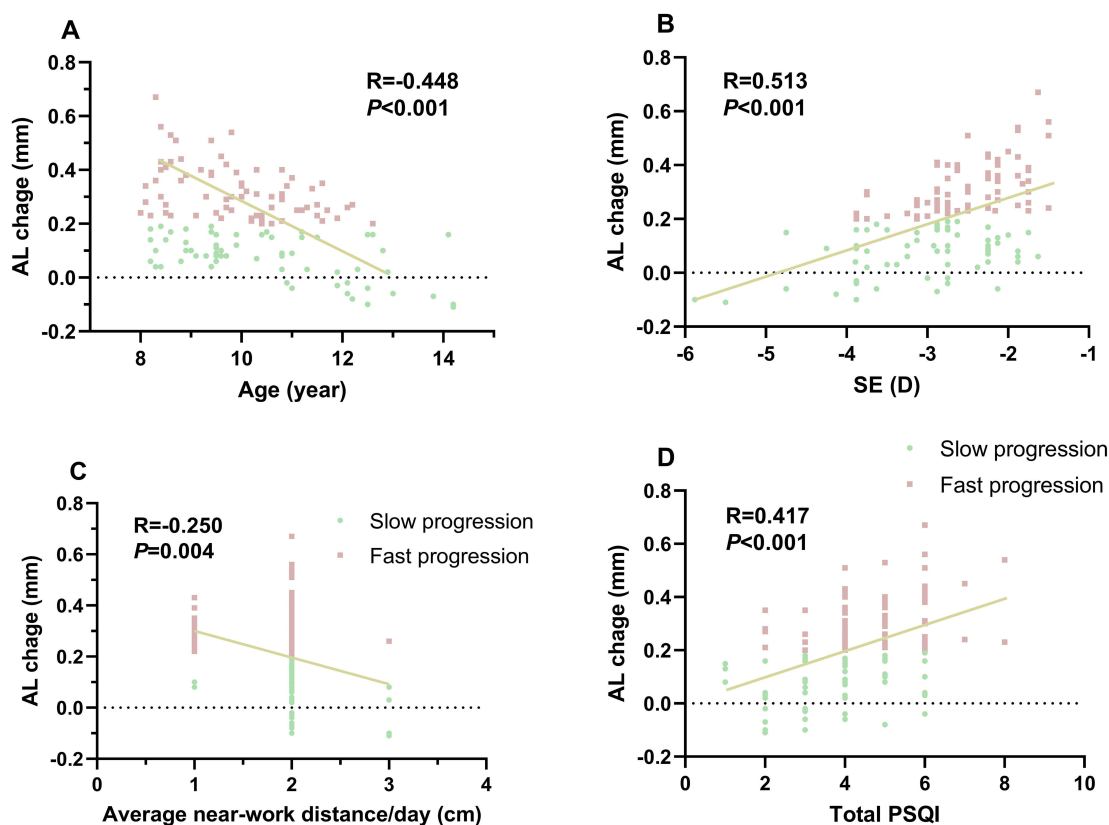 A
R=-0.448
P<0.001
AL chage (mm)
0.8
0.6
0.4
0.2
0.0
-0.2
8
10
12
14
Age (year)
B
R=0.513
P<0.001
AL chage (mm)
0.8
0.6
0.4
0.2
0.0
-0.2
-6
-5
-4
-3
-2
-1
SE (D)
C
R=-0.250
P=0.004
Slow progression
Fast progression
AL chage (mm)
0.8
0.6
0.4
0.2
0.0
-0.2
0
1
2
3
4
Average near-work distance/day (cm)
D
Slow progression
Fast progression
R=0.417
P<0.001
AL chage (mm)
0.8
0.6
0.4
0.2
0.0
-0.2
0
2
4
6
8
10
Total PSQI